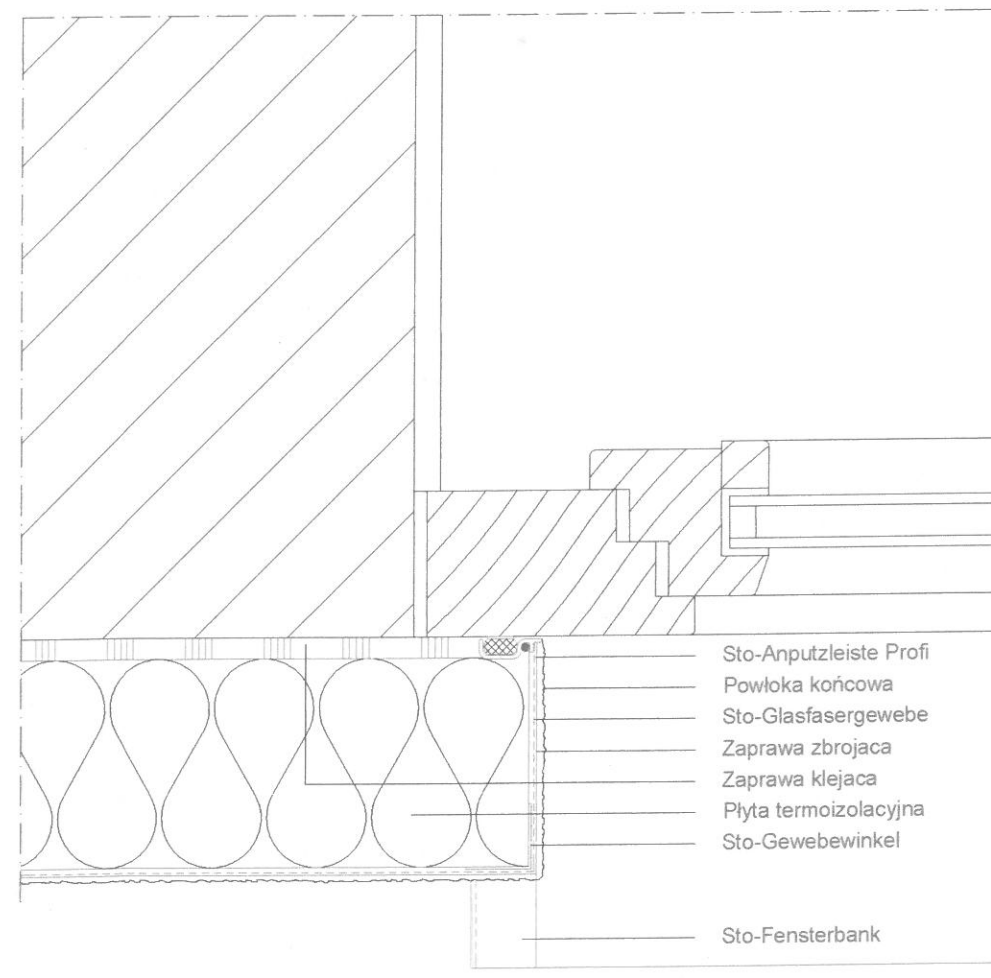 Sto-Anputzleiste Profi
Powłoka końcowa
Sto-Glasfasergewebe
Zaprawa zbrojaca
Zaprawa klejaca
Płyta termoizolacyjna
Sto-Gewebewinkel
Sto-Fensterbank